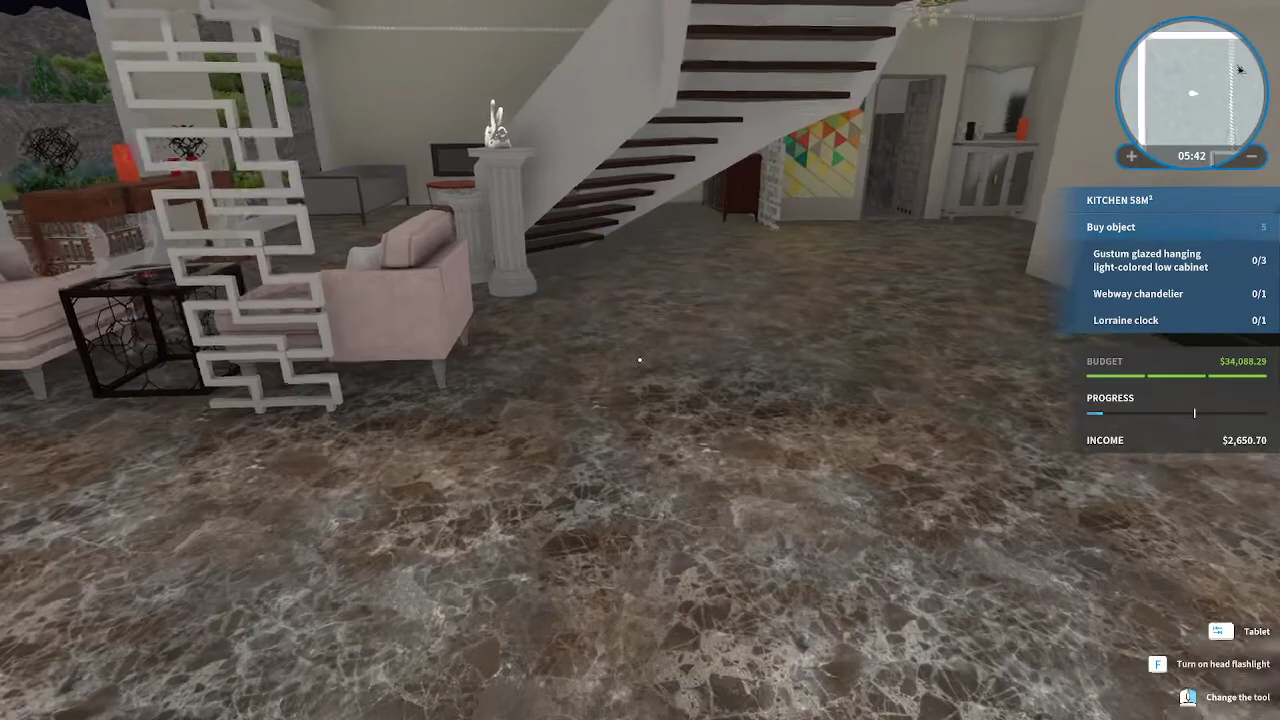 05:42
KITCHEN 58M²
Buy object 5
Gustum glazed hanging
light-colored low cabinet 0/3
Webway chandelier 0/1
Lorraine clock 0/1
BUDGET $34,088.29
PROGRESS
INCOME $2,650.70
Tablet
F Turn on head flashlight
Change the tool